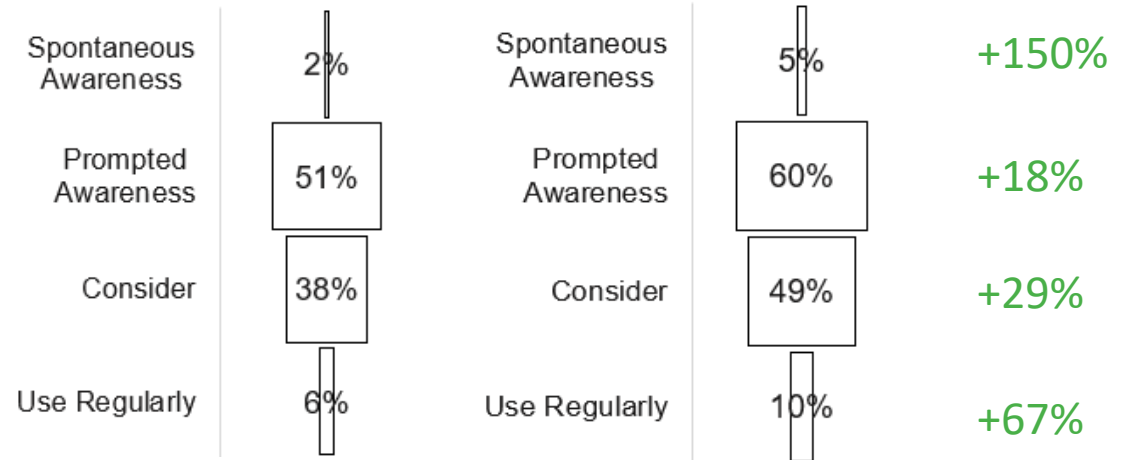 Spontaneous
Awareness
2%
Prompted
Awareness
51%
Consider
38%
Use Regularly
6%
Spontaneous
Awareness
5%
+150%
Prompted
Awareness
60%
+18%
Consider
49%
+29%
Use Regularly
10%
+67%